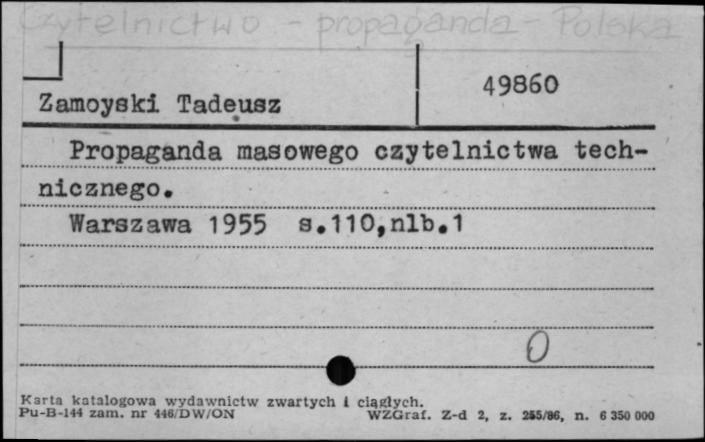 Czytelnictwo - propaganda - Polska
49860
Zamoyski Tadeusz
Propaganda masowego czytelnictwa tech-
nicznego.
Warszawa 1955 s.110,nlb.1
0
Karta katalogowa wydawnictw zwartych i ciągłych.
Pu-B-144 zam. nr 446/DW/ON WZGraf. Z-d 2, z. 255/86, n. 6 350 000